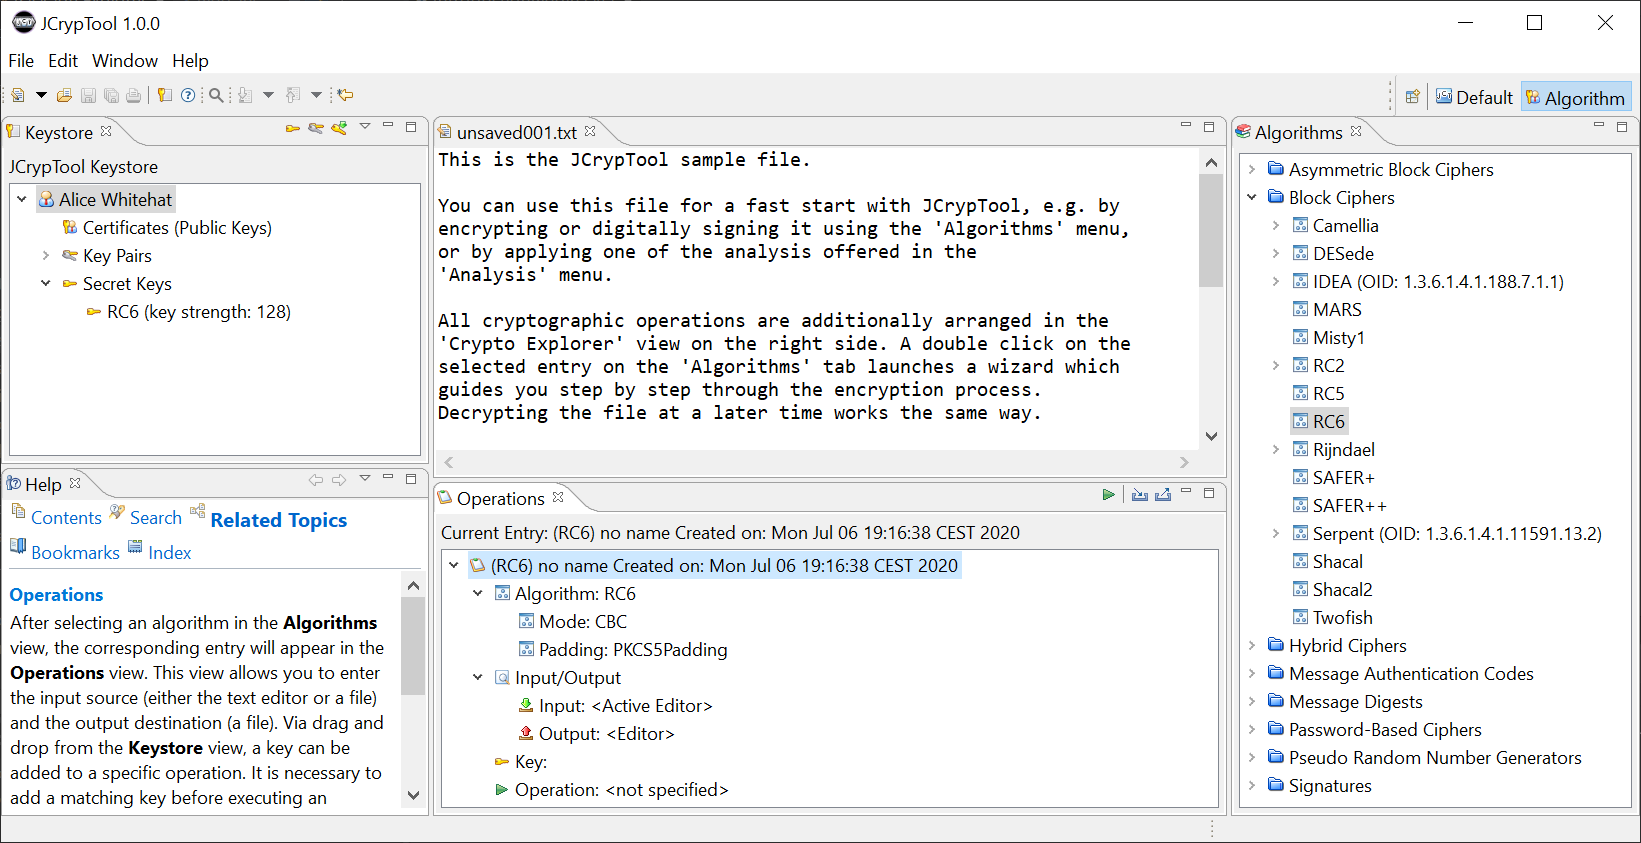 JCrypTool 1.0.0
File Edit Window Help
Default Algorithm
Keystore
JCrypTool Keystore
Alice Whitehat
Certificates (Public Keys)
Key Pairs
Secret Keys
RC6 (key strength: 128)
Help
Contents Search Related Topics
Bookmarks Index
Operations
After selecting an algorithm in the Algorithms
view, the corresponding entry will appear in the
Operations view. This view allows you to enter
the input source (either the text editor or a file)
and the output destination (a file). Via drag and
drop from the Keystore view, a key can be
added to a specific operation. It is necessary to
add a matching key before executing an
unsaved001.txt
This is the JCrypTool sample file.
You can use this file for a fast start with JCrypTool, e.g. by
encrypting or digitally signing it using the 'Algorithms' menu,
or by applying one of the analysis offered in the
'Analysis' menu.
All cryptographic operations are additionally arranged in the
'Crypto Explorer' view on the right side. A double click on the
selected entry on the 'Algorithms' tab launches a wizard which
guides you step by step through the encryption process.
Decrypting the file at a later time works the same way.
Operations
Current Entry: (RC6) no name Created on: Mon Jul 06 19:16:38 CEST 2020
(RC6) no name Created on: Mon Jul 06 19:16:38 CEST 2020
Algorithm: RC6
Mode: CBC
Padding: PKCS5Padding
Input/Output
Input: <Active Editor>
Output: <Editor>
Key:
Operation: <not specified>
Algorithms
Asymmetric Block Ciphers
Block Ciphers
Camellia
DESede
IDEA (OID: 1.3.6.1.4.1.188.7.1.1)
MARS
Misty1
RC2
RC5
RC6
Rijndael
SAFER+
SAFER++
Serpent (OID: 1.3.6.1.4.1.11591.13.2)
Shacal
Shacal2
Twofish
Hybrid Ciphers
Message Authentication Codes
Message Digests
Password-Based Ciphers
Pseudo Random Number Generators
Signatures